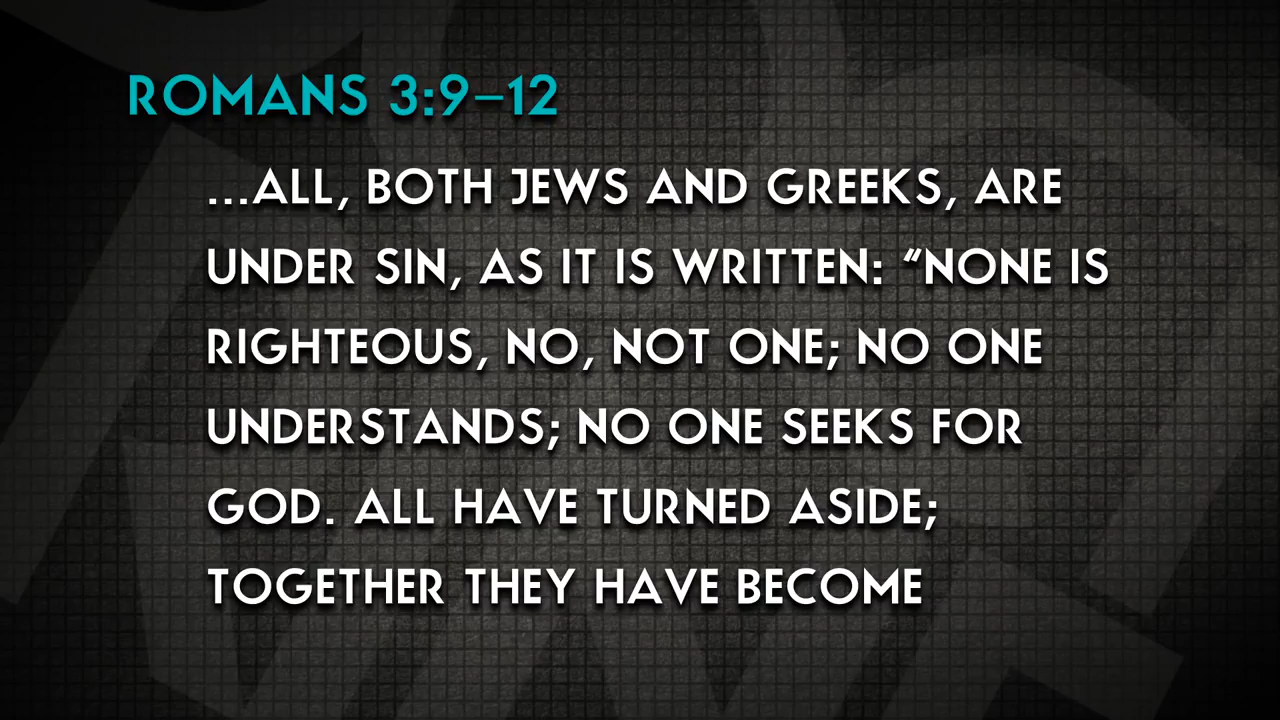 ROMANS 3:9–12
...ALL, BOTH JEWS AND GREEKS, ARE
UNDER SIN, AS IT IS WRITTEN: “NONE IS
RIGHTEOUS, NO, NOT ONE; NO ONE
UNDERSTANDS; NO ONE SEEKS FOR
GOD. ALL HAVE TURNED ASIDE;
TOGETHER THEY HAVE BECOME